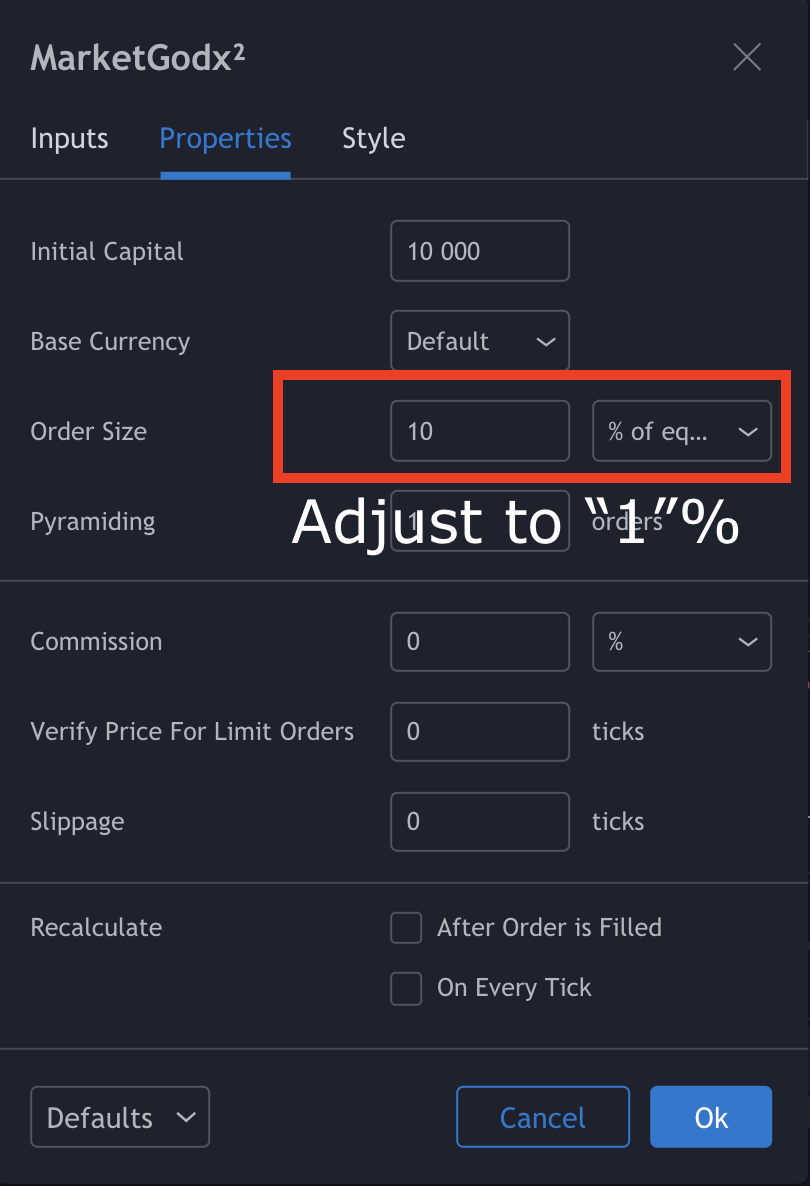 MarketGodx²
Inputs Properties Style
Initial Capital 10 000
Base Currency Default
Order Size 10 % of eq...
Pyramiding 1 orders
Adjust to “1”%
Commission 0 %
Verify Price For Limit Orders 0 ticks
Slippage 0 ticks
Recalculate After Order is Filled
On Every Tick
Defaults Cancel Ok